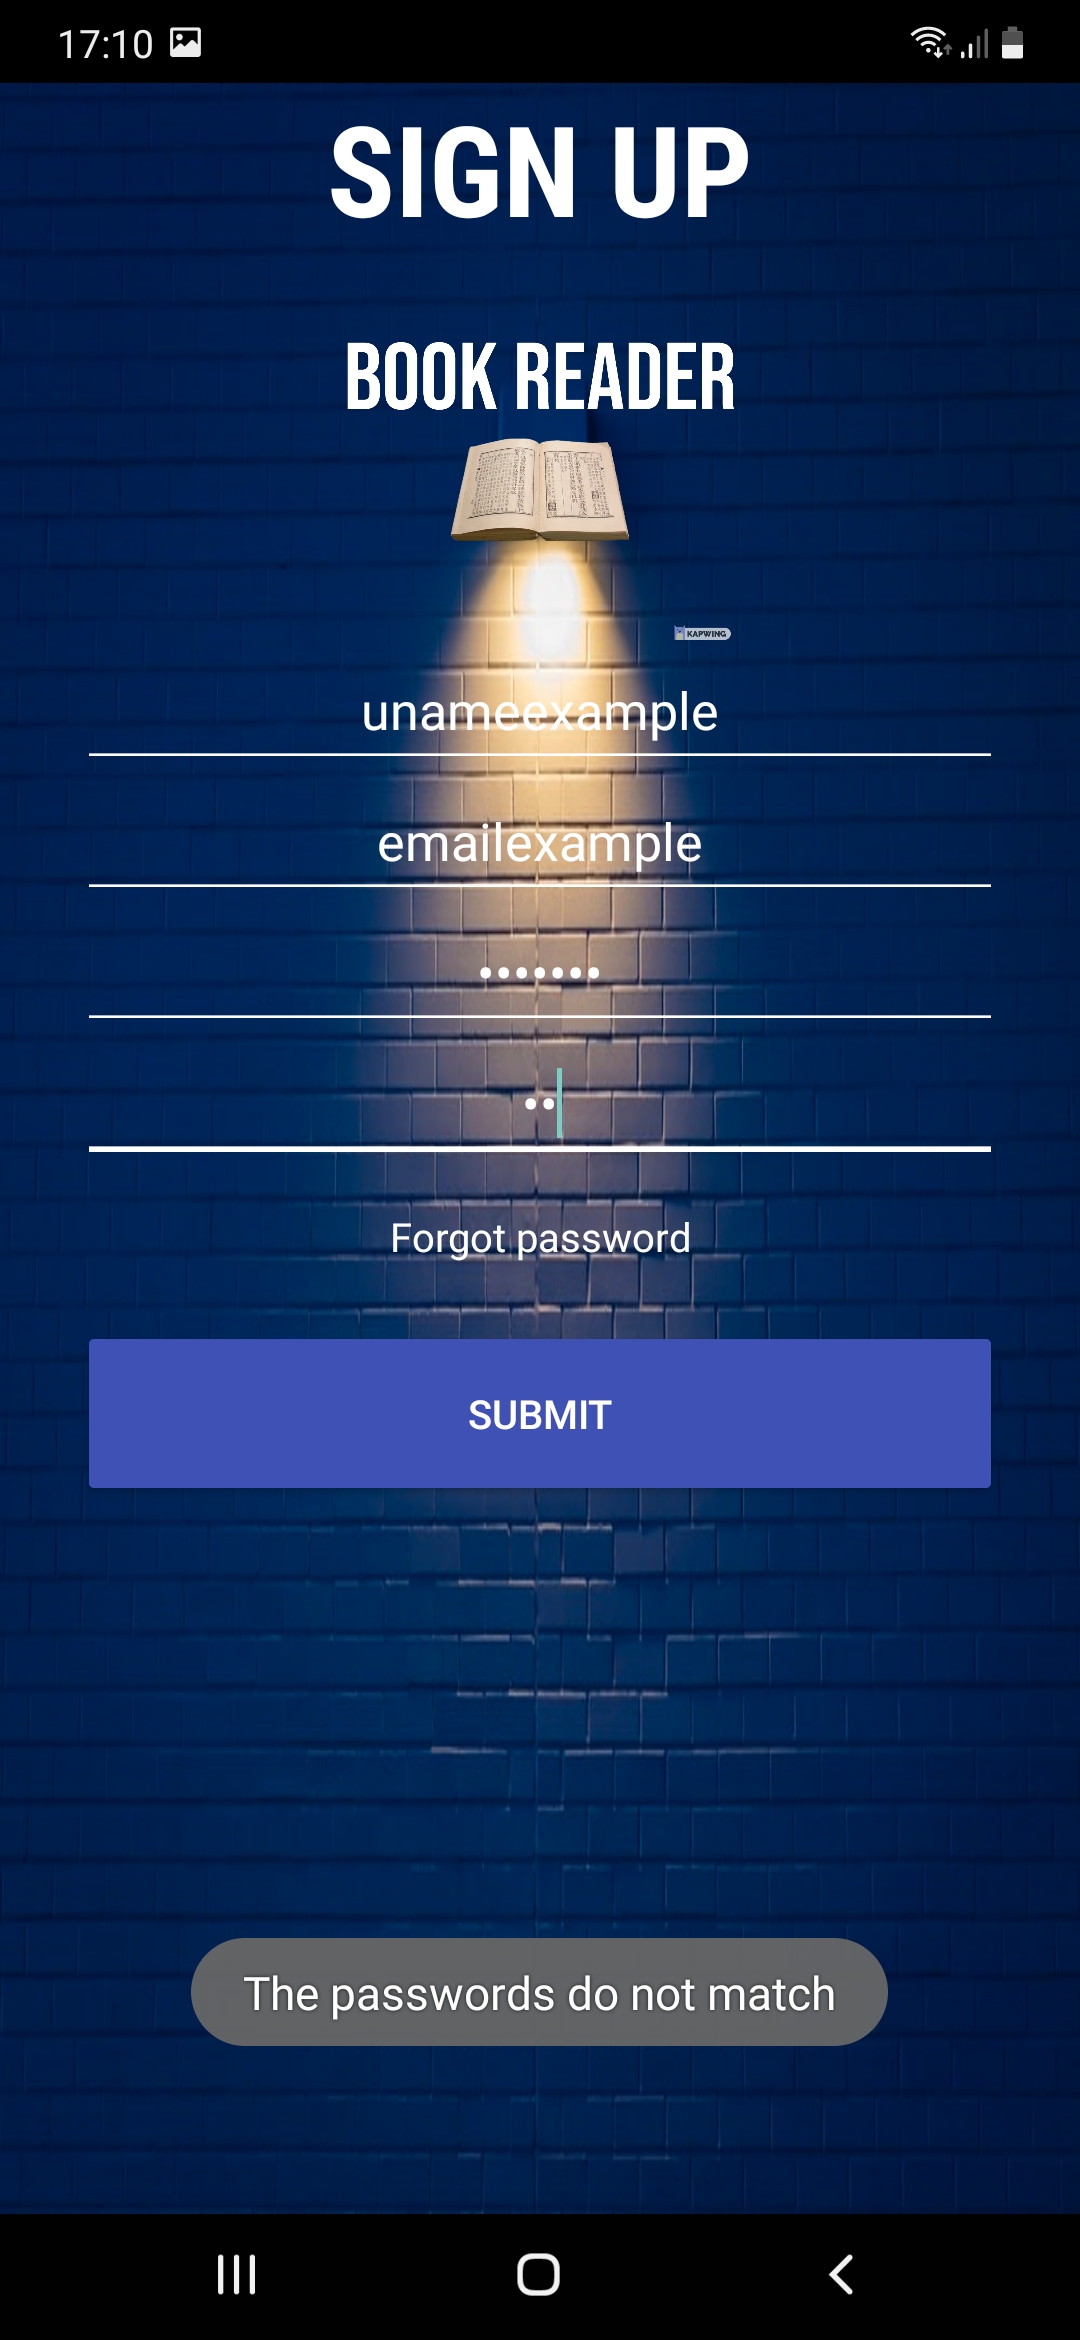 17:10
SIGN UP
BOOK READER
KAPWING
unameexample
emailexample
•••••••
••
Forgot password
SUBMIT
The passwords do not match